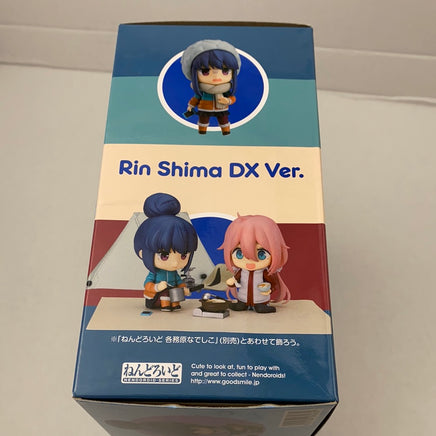 Rin Shima DX Ver.
※「ねんどろいど 各務原なでしこ」(別売)とあわせて飾ろう。
ねんどろいど
NENDOROID SERIES
Cute to look at, fun to play with
and great to collect - Nendoroids!
http://www.goodsmile.jp